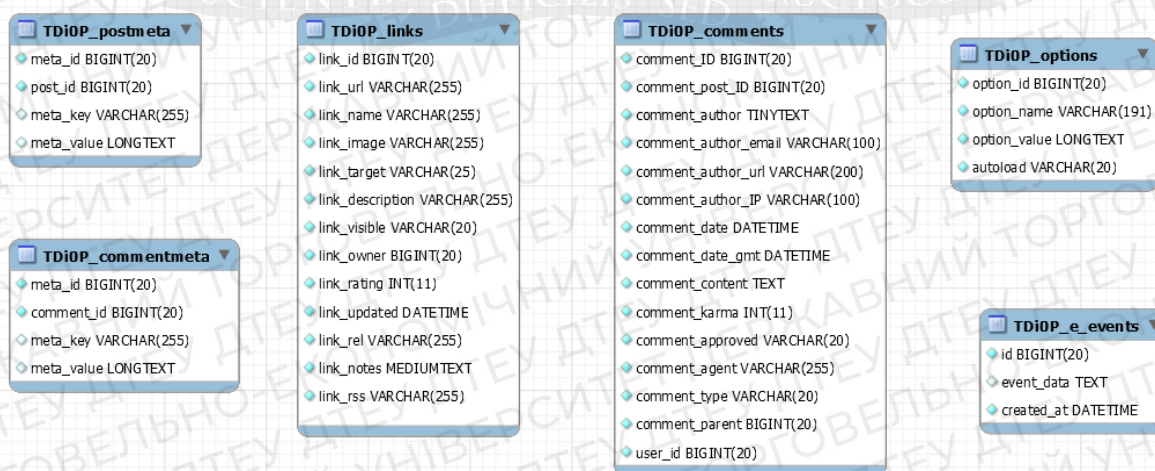 TDi0P_postmeta
meta_id BIGINT(20)
post_id BIGINT(20)
meta_key VARCHAR(255)
meta_value LONGTEXT
TDi0P_commentmeta
meta_id BIGINT(20)
comment_id BIGINT(20)
meta_key VARCHAR(255)
meta_value LONGTEXT
TDi0P_links
link_id BIGINT(20)
link_url VARCHAR(255)
link_name VARCHAR(255)
link_image VARCHAR(255)
link_target VARCHAR(25)
link_description VARCHAR(255)
link_visible VARCHAR(20)
link_owner BIGINT(20)
link_rating INT(11)
link_updated DATETIME
link_rel VARCHAR(255)
link_notes MEDIUMTEXT
link_rss VARCHAR(255)
TDi0P_comments
comment_ID BIGINT(20)
comment_post_ID BIGINT(20)
comment_author TINYTEXT
comment_author_email VARCHAR(100)
comment_author_url VARCHAR(200)
comment_author_IP VARCHAR(100)
comment_date DATETIME
comment_date_gmt DATETIME
comment_content TEXT
comment_karma INT(11)
comment_approved VARCHAR(20)
comment_agent VARCHAR(255)
comment_type VARCHAR(20)
comment_parent BIGINT(20)
user_id BIGINT(20)
TDi0P_options
option_id BIGINT(20)
option_name VARCHAR(191)
option_value LONGTEXT
autoload VARCHAR(20)
TDi0P_e_events
id BIGINT(20)
event_data TEXT
created_at DATETIME